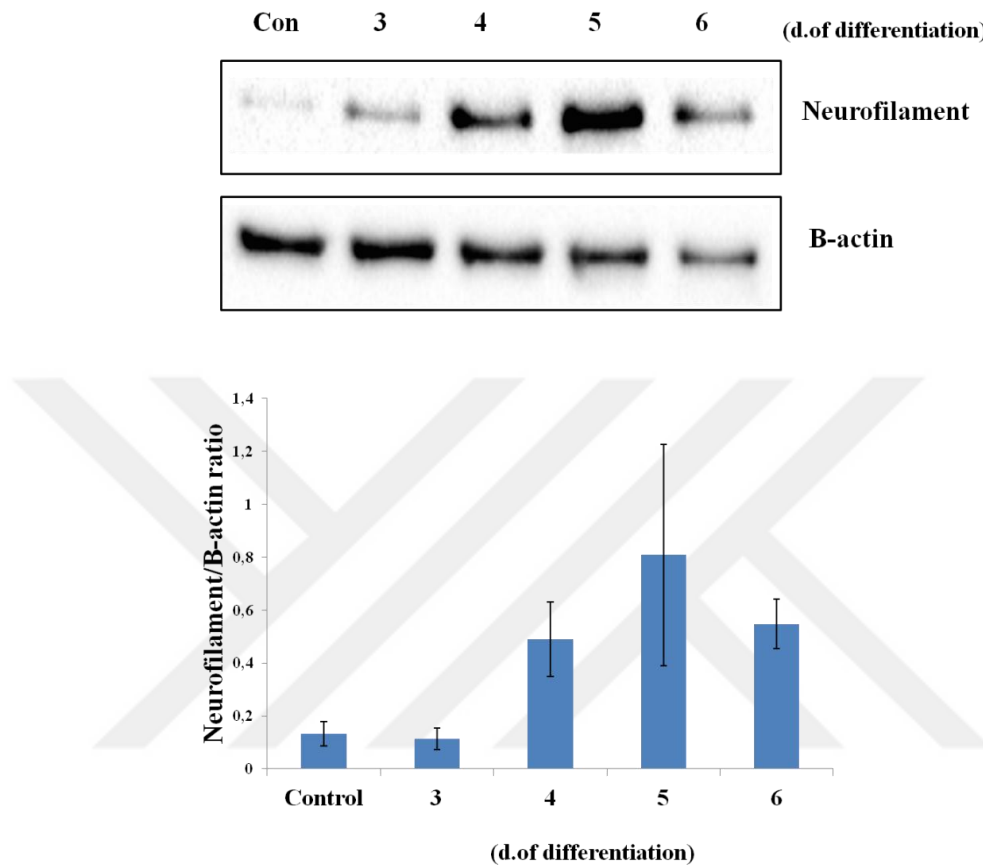 Con 3 4 5 6 (d.of differentiation)
Neurofilament
B-actin
Neurofilament/B-actin ratio
1,4
1,2
1
0,8
0,6
0,4
0,2
0
Control 3 4 5 6
(d.of differentiation)